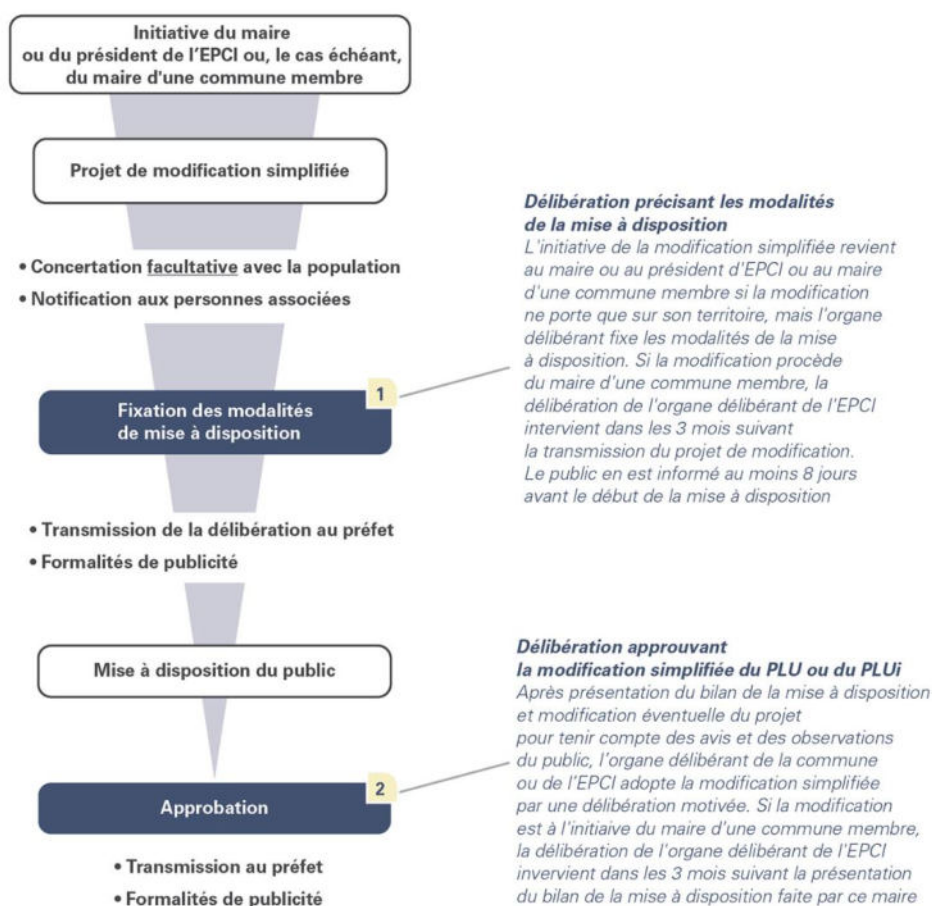 Initiative du maire
ou du président de l'EPCI ou, le cas échéant,
du maire d'une commune membre
Projet de modification simplifiée
• Concertation facultative avec la population
• Notification aux personnes associées
1
Fixation des modalités
de mise à disposition
Délibération précisant les modalités
de la mise à disposition
L'initiative de la modification simplifiée revient
au maire ou au président d'EPCI ou au maire
d'une commune membre si la modification
ne porte que sur son territoire, mais l'organe
délibérant fixe les modalités de la mise
à disposition. Si la modification procède
du maire d'une commune membre, la
délibération de l'organe délibérant de l'EPCI
intervient dans les 3 mois suivant
la transmission du projet de modification.
Le public en est informé au moins 8 jours
avant le début de la mise à disposition
• Transmission de la délibération au préfet
• Formalités de publicité
Mise à disposition du public
2
Approbation
Délibération approuvant
la modification simplifiée du PLU ou du PLUi
Après présentation du bilan de la mise à disposition
et modification éventuelle du projet
pour tenir compte des avis et des observations
du public, l'organe délibérant de la commune
ou de l'EPCI adopte la modification simplifiée
par une délibération motivée. Si la modification
est à l'initiaive du maire d'une commune membre,
la délibération de l'organe délibérant de l'EPCI
invervient dans les 3 mois suivant la présentation
du bilan de la mise à disposition faite par ce maire
• Transmission au préfet
• Formalités de publicité